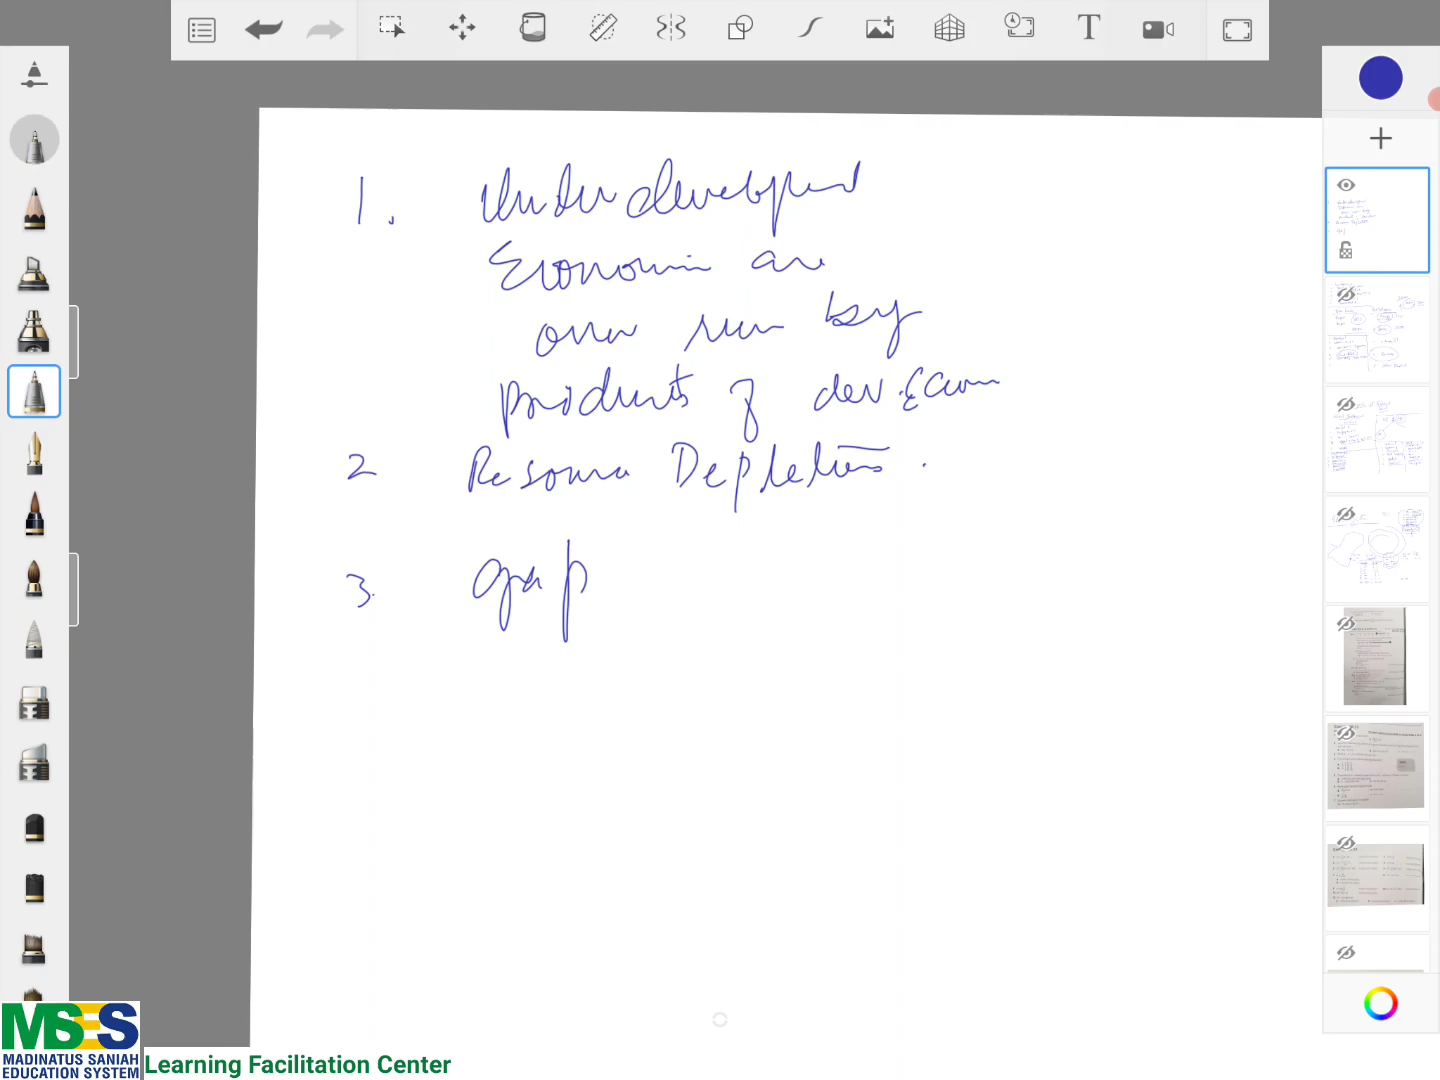 1. Underdeveloped
Economies are
over run by
products of dev. Econ
2 Resource Depletion.
3. gap
MSES
MADINATUS SANIAH
EDUCATION SYSTEM
Learning Facilitation Center
T